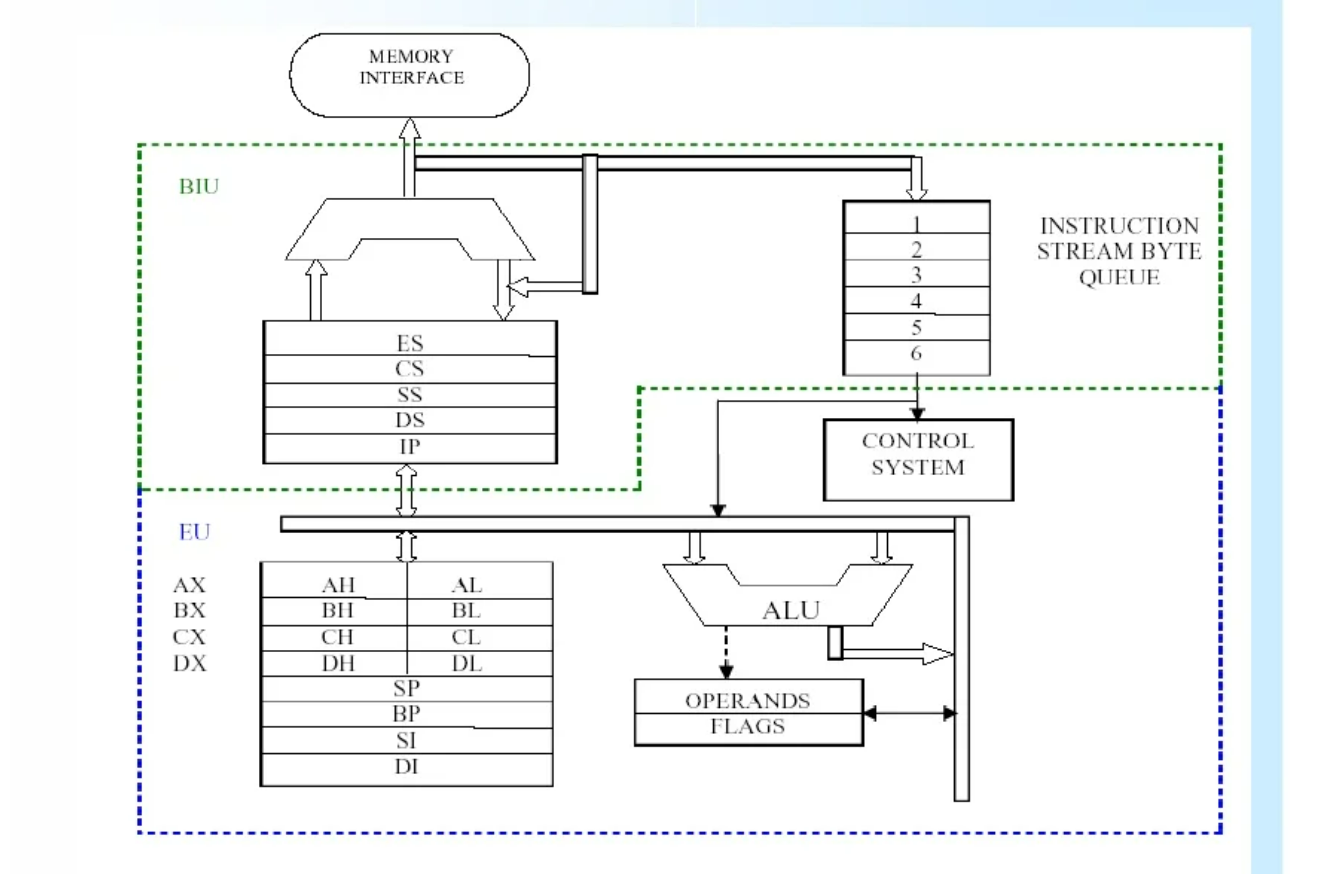 MEMORY
INTERFACE
BIU
1
2
3
4
5
6
INSTRUCTION
STREAM BYTE
QUEUE
ES
CS
SS
DS
IP
CONTROL
SYSTEM
EU
AX AH AL
BX BH BL
CX CH CL
DX DH DL
SP
BP
SI
DI
ALU
OPERANDS
FLAGS